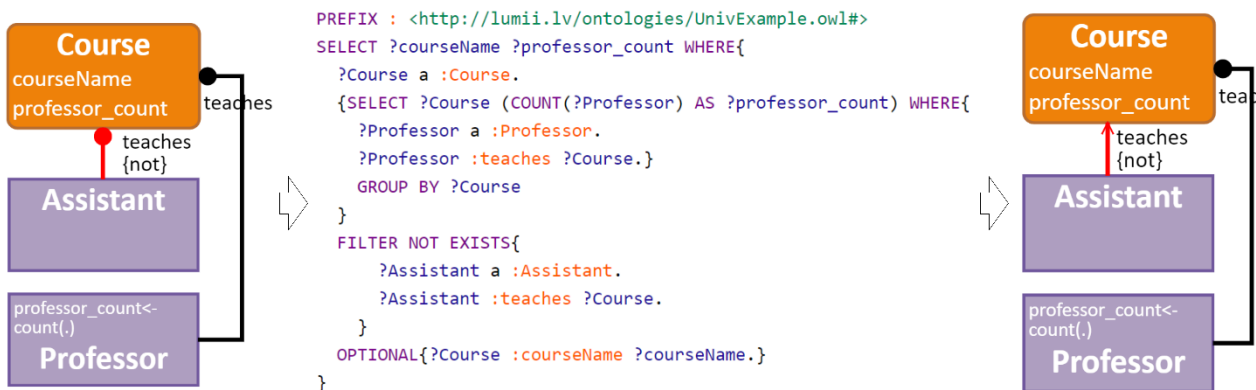 Course
courseName
professor_count
teaches
teaches
{not}
Assistant
professor_count<-
count(.)
Professor
PREFIX : <http://lumii.lv/ontologies/UnivExample.owl#>
SELECT ?courseName ?professor_count WHERE{
?Course a :Course.
{SELECT ?Course (COUNT(?Professor) AS ?professor_count) WHERE{
?Professor a :Professor.
?Professor :teaches ?Course.}
GROUP BY ?Course
}
FILTER NOT EXISTS{
?Assistant a :Assistant.
?Assistant :teaches ?Course.
}
OPTIONAL{?Course :courseName ?courseName.}
}
Course
courseName
professor_count
teac
teaches
{not}
Assistant
professor_count<-
count(.)
Professor